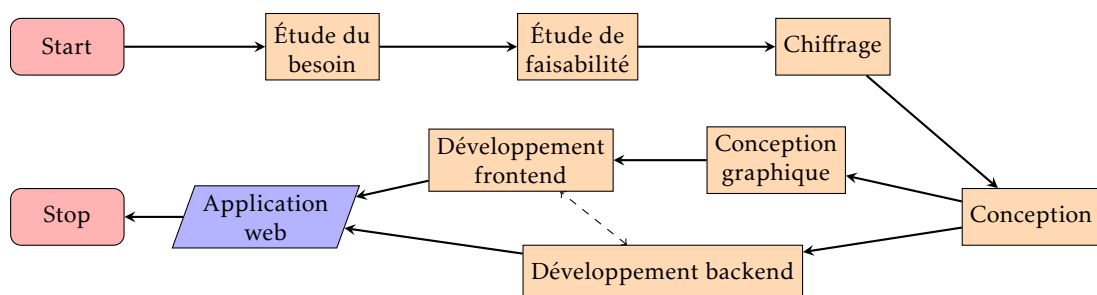 Start
Étude du
besoin
Étude de
faisabilité
Chiffrage
Développement
frontend
Conception
graphique
Stop
Application
web
Conception
Développement backend